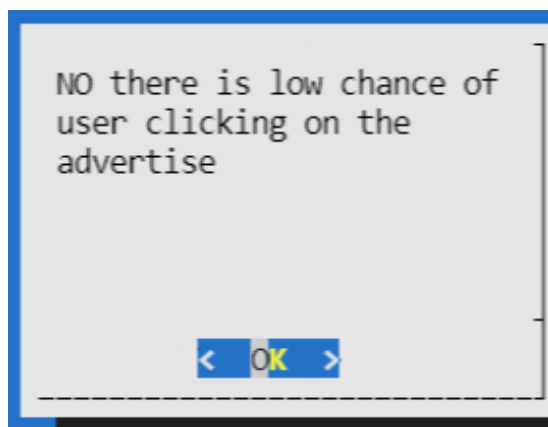 NO there is low chance of
user clicking on the
advertise
< OK >